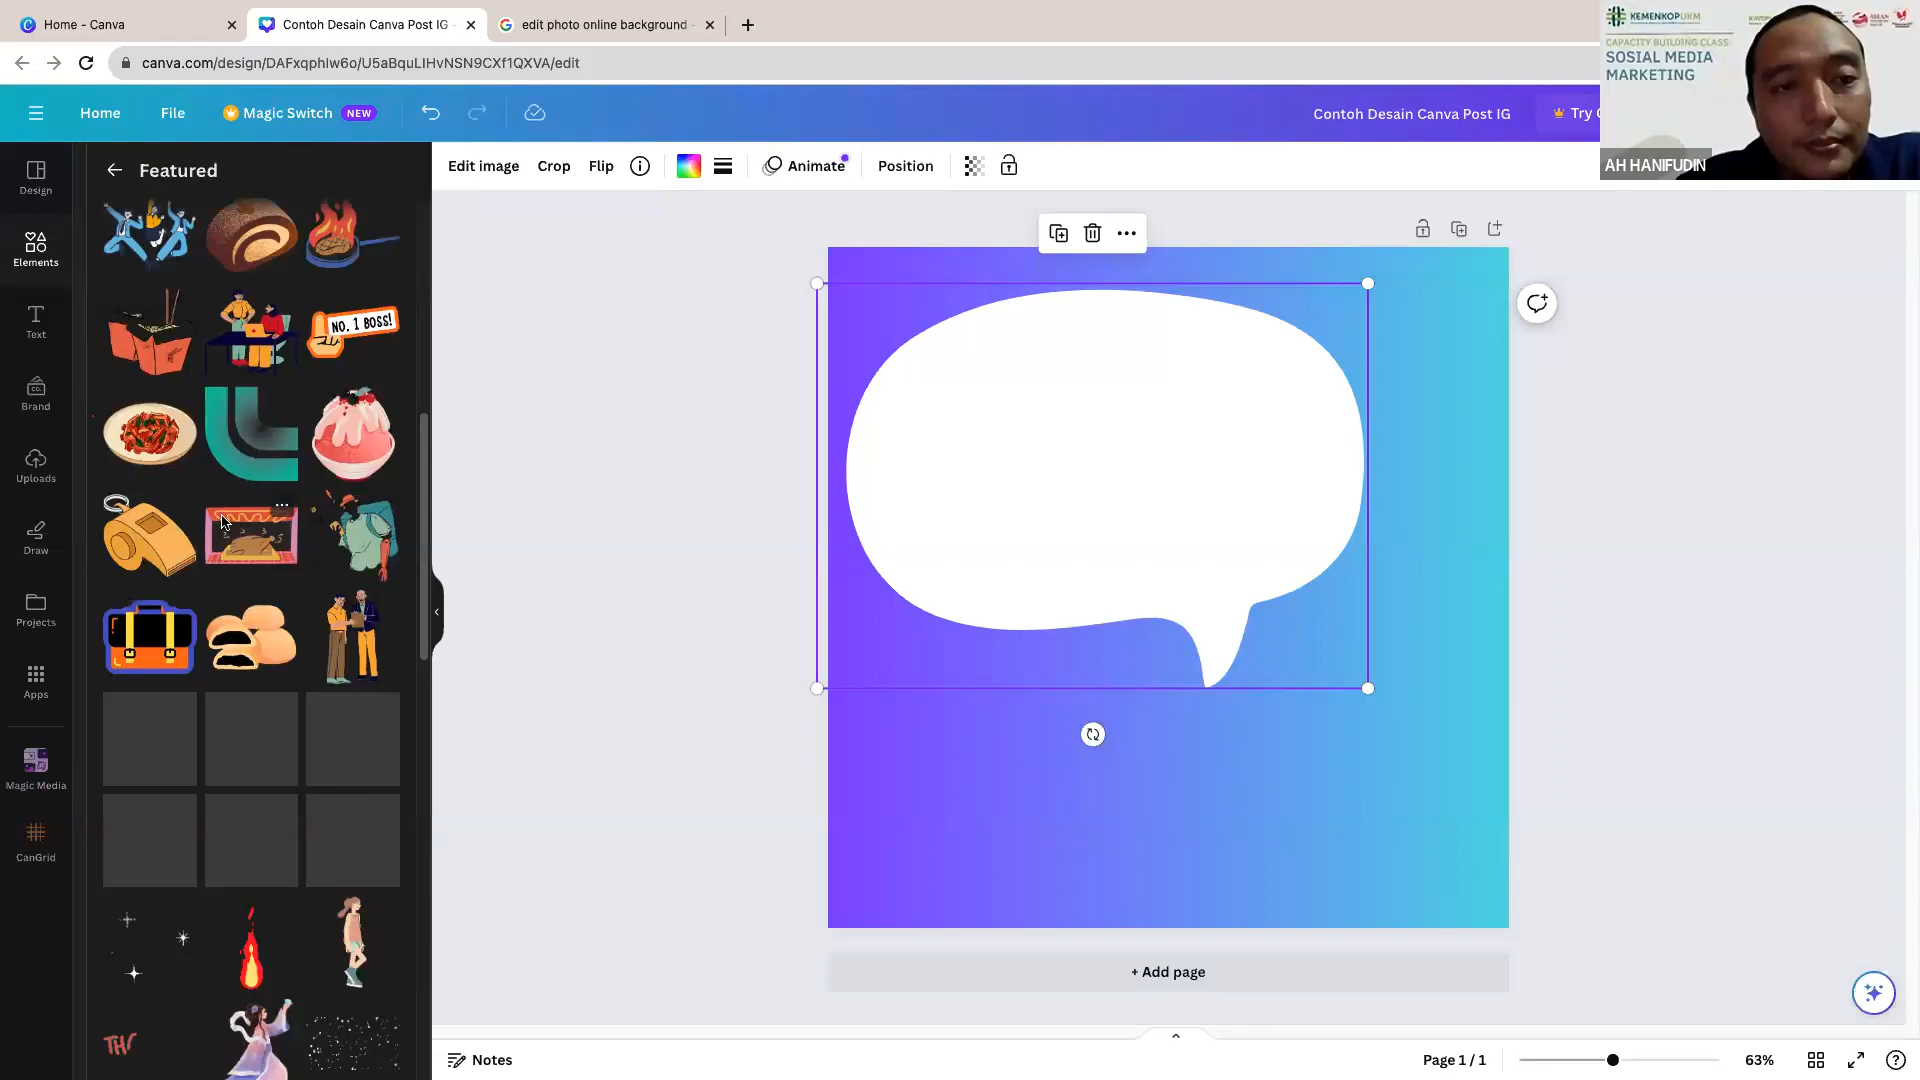 Home - Canva
Contoh Desain Canva Post IG -
edit photo online background -
canva.com/design/DAFxqphIw6o/U5aBquLIHvNSN9CXf1QXVA/edit
KEMENKOPUKM
CAPACITY BUILDING CLASS
SOSIAL MEDIA
MARKETING
AH HANIFUDIN
Home
File
Magic Switch
NEW
Contoh Desain Canva Post IG
Try
Design
Elements
Text
Brand
Uploads
Draw
Projects
Apps
Magic Media
CanGrid
Featured
NO. 1 BOSS!
Edit image
Crop
Flip
Animate
Position
+ Add page
Notes
Page 1 / 1
63%